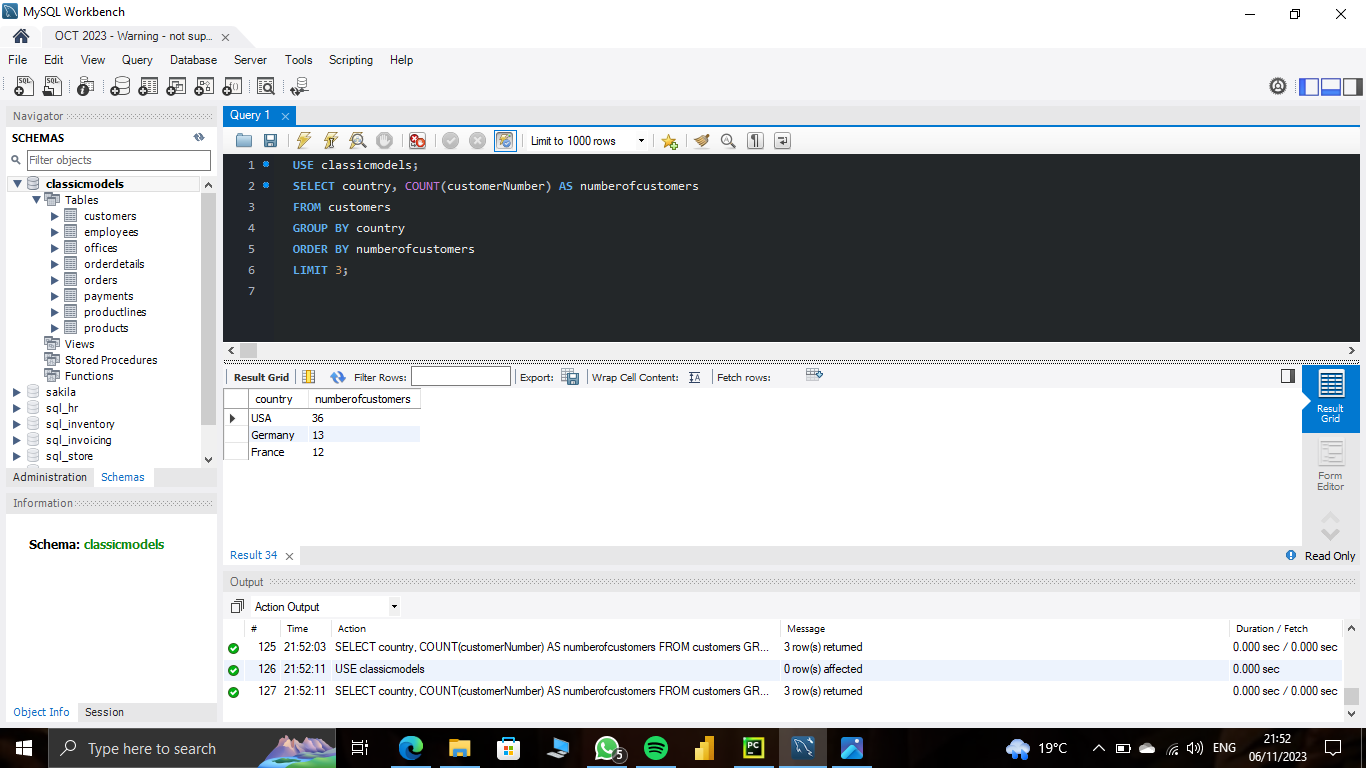 MySQL Workbench
OCT 2023 - Warning - not sup...
File Edit View Query Database Server Tools Scripting Help
Navigator
SCHEMAS
Filter objects
classicmodels
Tables
customers
employees
offices
orderdetails
orders
payments
productlines
products
Views
Stored Procedures
Functions
sakila
sql_hr
sql_inventory
sql_invoicing
sql_store
Administration Schemas
Information
Schema: classicmodels
Object Info Session
Query 1
Limit to 1000 rows
1 USE classicmodels;
2 SELECT country, COUNT(customerNumber) AS numberofcustomers
3 FROM customers
4 GROUP BY country
5 ORDER BY numberofcustomers
6 LIMIT 3;
7
Result Grid Filter Rows: Export: Wrap Cell Content: Fetch rows:
country numberofcustomers
USA 36
Germany 13
France 12
Result Grid
Form Editor
Result 34
Read Only
Output
Action Output
# Time Action Message Duration / Fetch
125 21:52:03 SELECT country, COUNT(customerNumber) AS numberofcustomers FROM customers GR... 3 row(s) returned 0.000 sec / 0.000 sec
126 21:52:11 USE classicmodels 0 row(s) affected 0.000 sec
127 21:52:11 SELECT country, COUNT(customerNumber) AS numberofcustomers FROM customers GR... 3 row(s) returned 0.000 sec / 0.000 sec
Type here to search
5
PC
19°C
ENG
21:52
06/11/2023